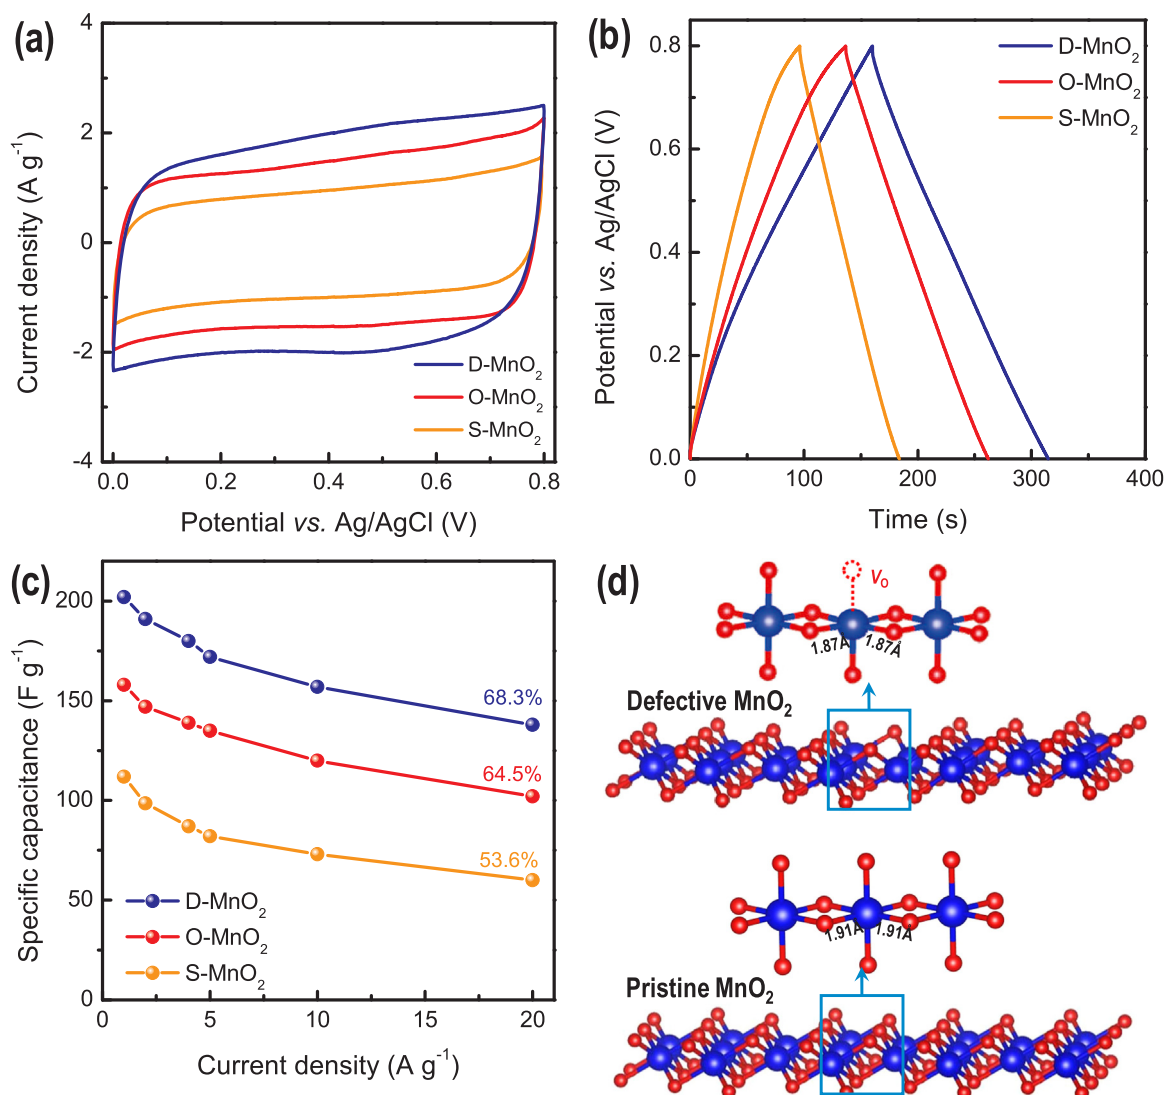 (a)
4
2
0
-2
-4
0.0 0.2 0.4 0.6 0.8
Current density (A g⁻¹)
Potential vs. Ag/AgCl (V)
D-MnO₂
O-MnO₂
S-MnO₂
(b)
0.8
0.6
0.4
0.2
0.0
0 100 200 300 400
Potential vs. Ag/AgCl (V)
Time (s)
D-MnO₂
O-MnO₂
S-MnO₂
(c)
200
150
100
50
0
0 5 10 15 20
Specific capacitance (F g⁻¹)
Current density (A g⁻¹)
68.3%
64.5%
53.6%
D-MnO₂
O-MnO₂
S-MnO₂
(d)
V₀
1.87Å 1.87Å
Defective MnO₂
1.91Å 1.91Å
Pristine MnO₂